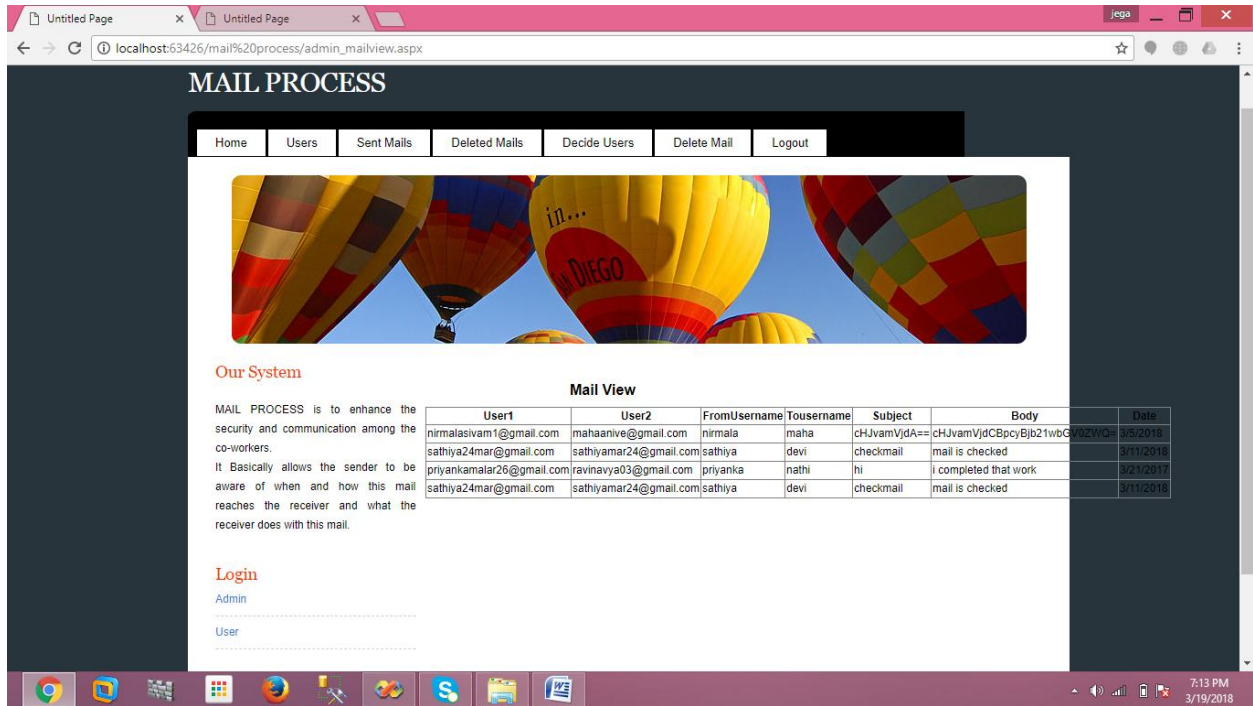 Untitled Page
Untitled Page
jega
localhost:63426/mail%20process/admin_mailview.aspx
MAIL PROCESS
Home Users Sent Mails Deleted Mails Decide Users Delete Mail Logout
in...
SAN DIEGO
Our System
MAIL PROCESS is to enhance the
security and communication among the
co-workers.
It Basically allows the sender to be
aware of when and how this mail
reaches the receiver and what the
receiver does with this mail.
Login
Admin
User
Mail View
User1 User2 FromUsername Tousername Subject Body Date
nirmalasivam1@gmail.com mahaanive@gmail.com nirmala maha cHJvamVjdA== cHJvamVjdCBpcyBjb21wbGV0ZWQ= 3/5/2018
sathiya24mar@gmail.com sathiyamar24@gmail.com sathiya devi checkmail mail is checked 3/11/2018
priyankamalar26@gmail.com ravinavya03@gmail.com priyanka nathi hi i completed that work 3/21/2017
sathiya24mar@gmail.com sathiyamar24@gmail.com sathiya devi checkmail mail is checked 3/11/2018
7:13 PM
3/19/2018